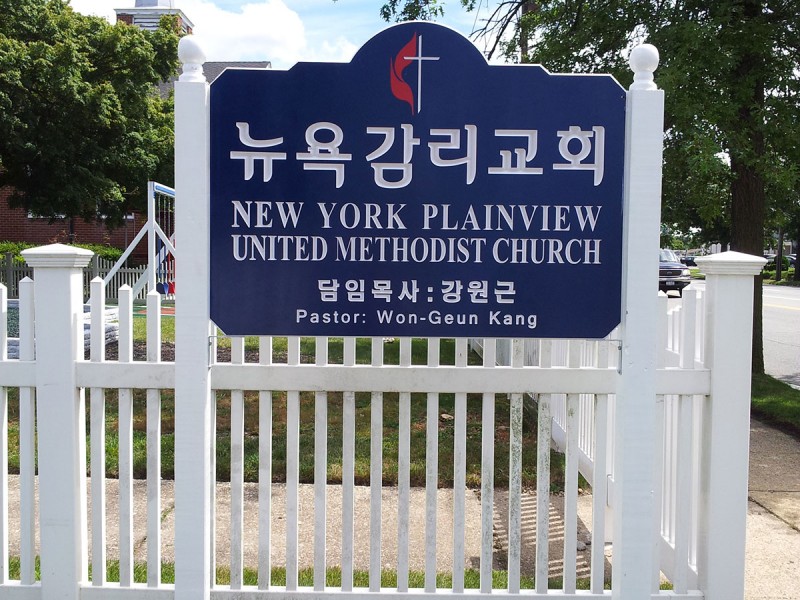 뉴욕감리교회
NEW YORK PLAINVIEW
UNITED METHODIST CHURCH
담임목사:강원근
Pastor: Won-Geun Kang